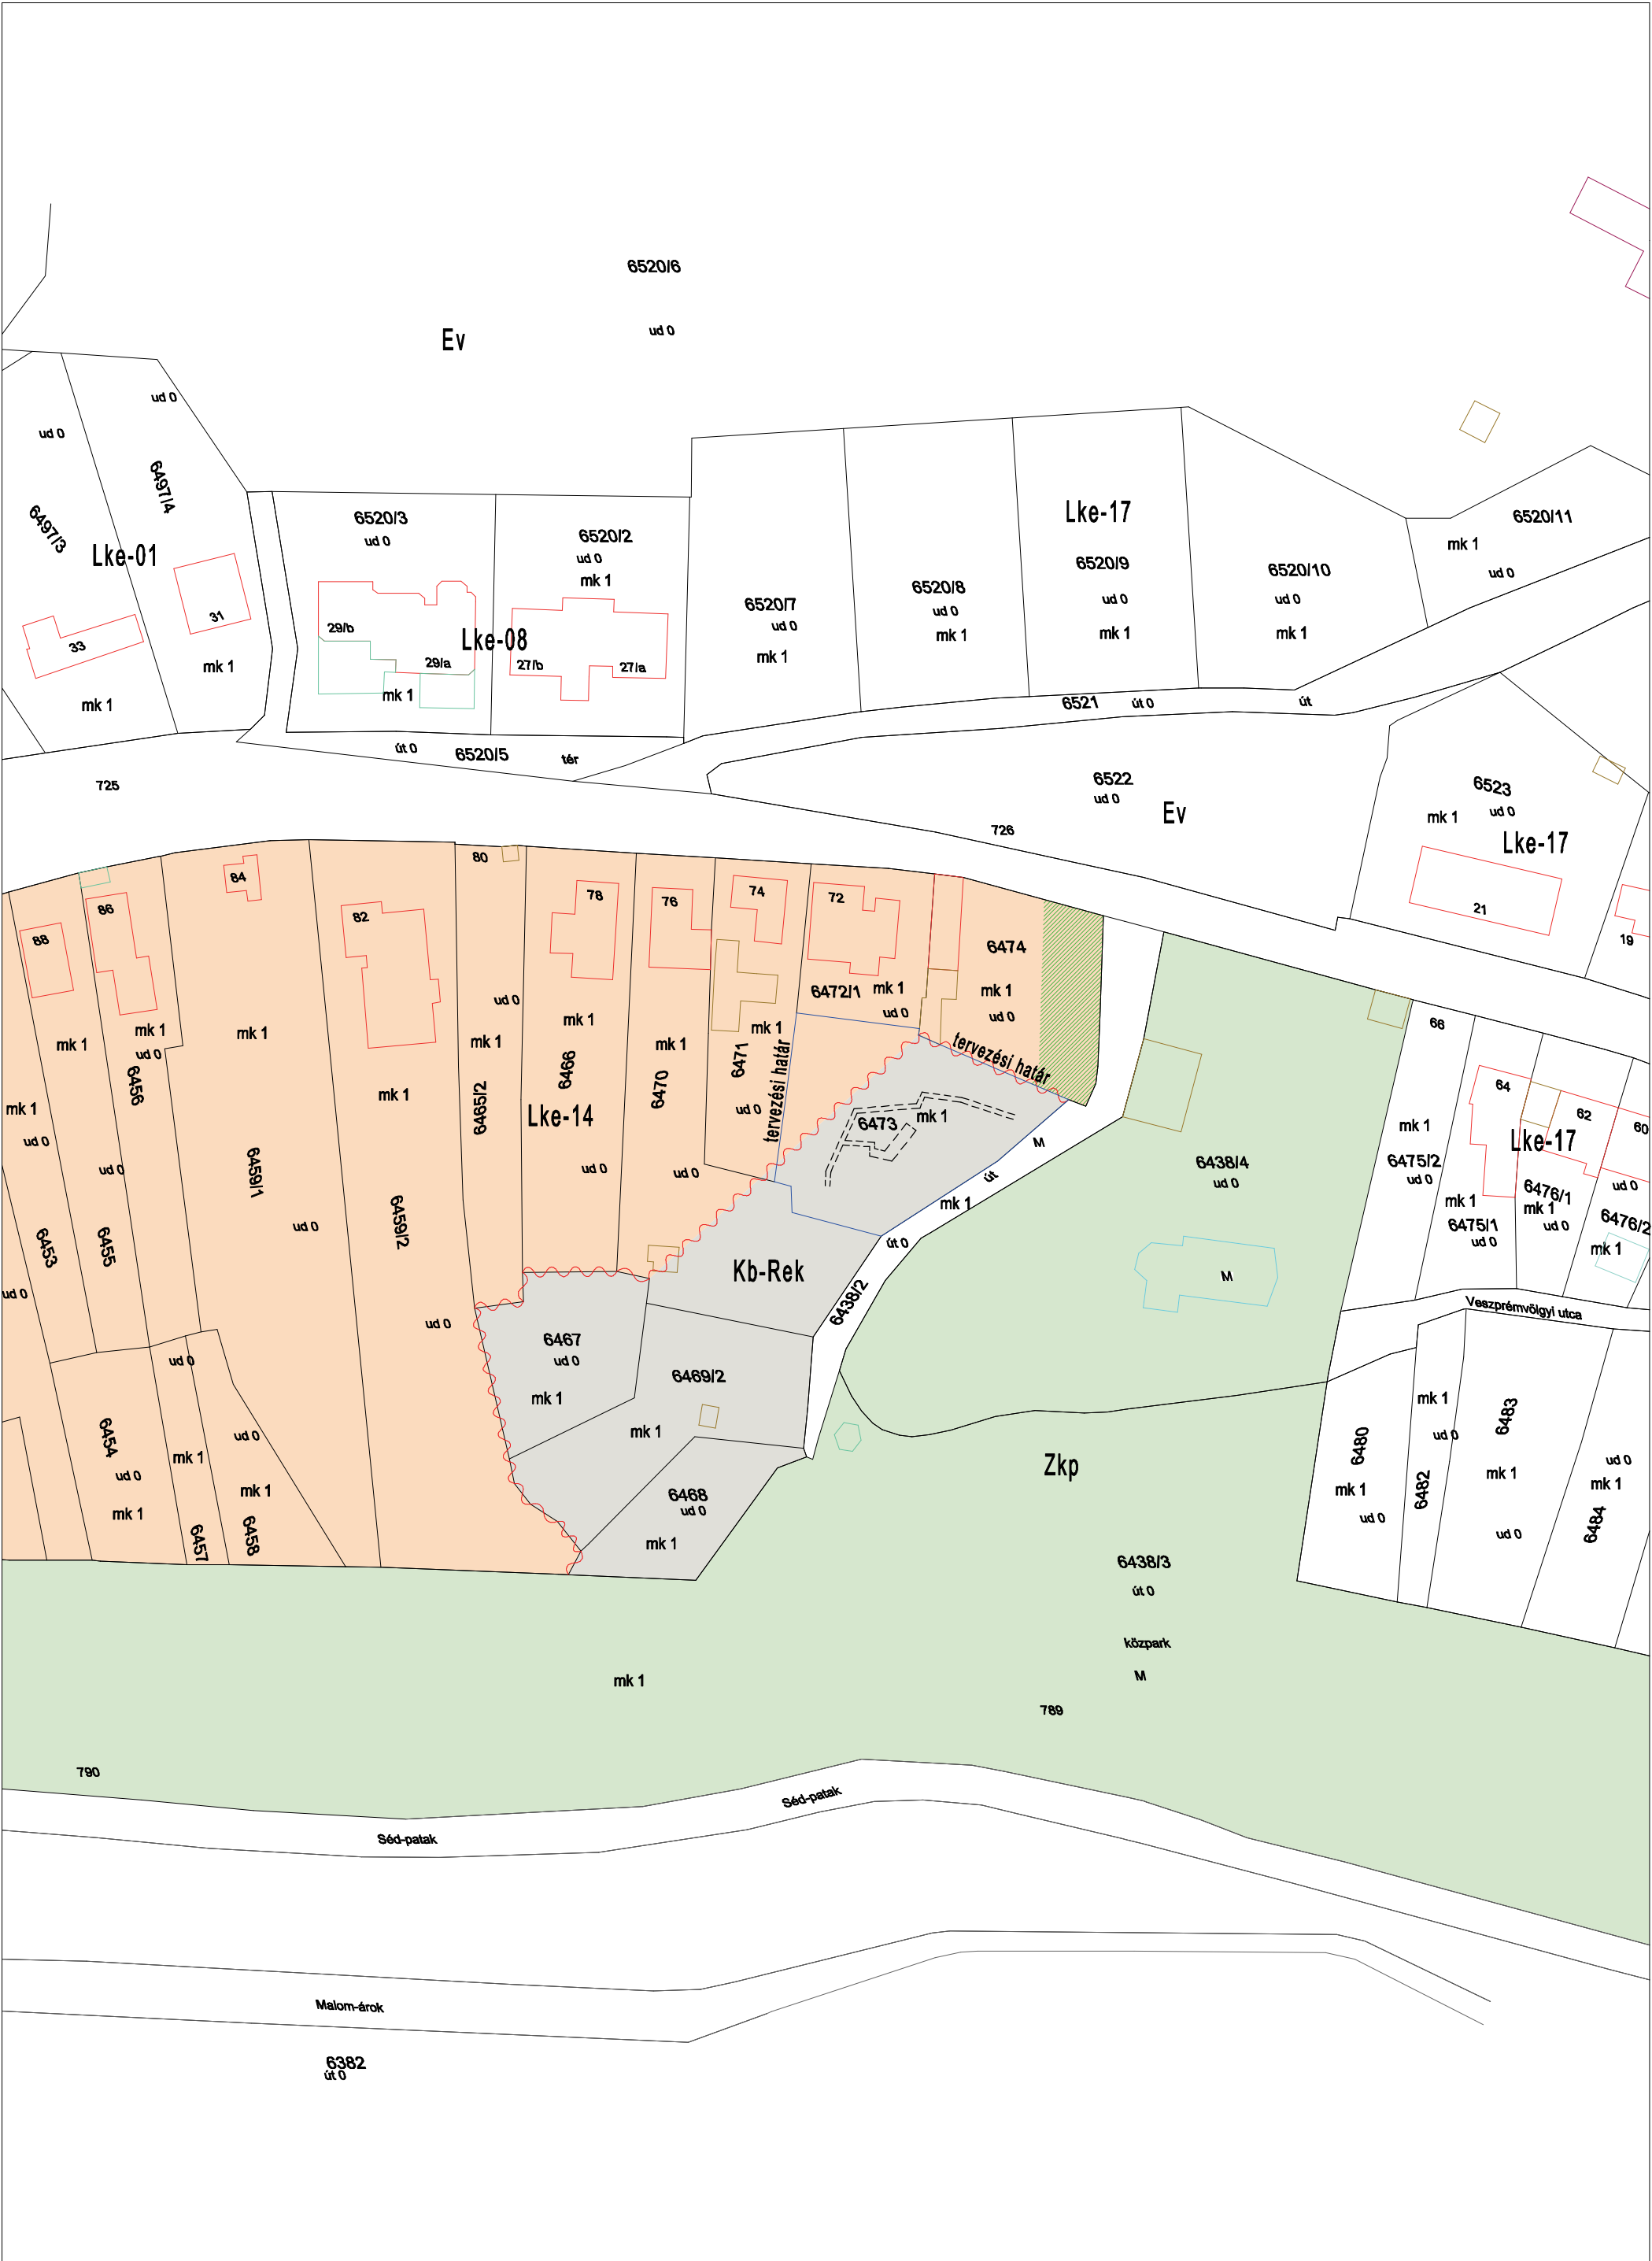 6520/6
ud 0
Ev
ud 0
ud 0
6497/4
6497/3
Lke-01
31
33
mk 1
mk 1
6520/3
ud 0
6520/2
ud 0
mk 1
29/b
Lke-08
29/a
27/b
27/a
mk 1
Lke-17
6520/11
mk 1
ud 0
6520/9
ud 0
mk 1
6520/10
ud 0
mk 1
6520/8
ud 0
mk 1
6520/7
ud 0
mk 1
6521
út 0
út
út 0
6520/5
tér
725
6522
ud 0
Ev
726
6523
ud 0
mk 1
Lke-17
21
19
80
84
86
88
82
78
76
74
72
6474
mk 1
ud 0
6472/1
mk 1
ud 0
ud 0
mk 1
mk 1
mk 1
mk 1
mk 1
mk 1
ud 0
6456
mk 1
mk 1
6465/2
6466
6470
6471
Lke-14
tervezési határ
tervezési határ
mk 1
ud 0
ud 0
ud 0
ud 0
ud 0
6473
mk 1
M
út
mk 1
út 0
6438/2
6438/4
ud 0
M
66
64
62
60
mk 1
Lke-17
6475/2
ud 0
mk 1
6475/1
ud 0
6476/1
mk 1
ud 0
ud 0
6476/2
mk 1
Veszprémvölgyi utca
6459/1
ud 0
6459/2
6453
6455
ud 0
ud 0
Kb-Rek
6467
ud 0
mk 1
6469/2
mk 1
6468
ud 0
mk 1
ud 0
6454
ud 0
mk 1
mk 1
6457
ud 0
mk 1
6458
Zkp
6480
mk 1
ud 0
mk 1
ud 0
6482
6483
mk 1
ud 0
ud 0
mk 1
6484
6438/3
út 0
közpark
M
mk 1
789
790
Séd-patak
Séd-patak
Malom-árok
6382
út 0